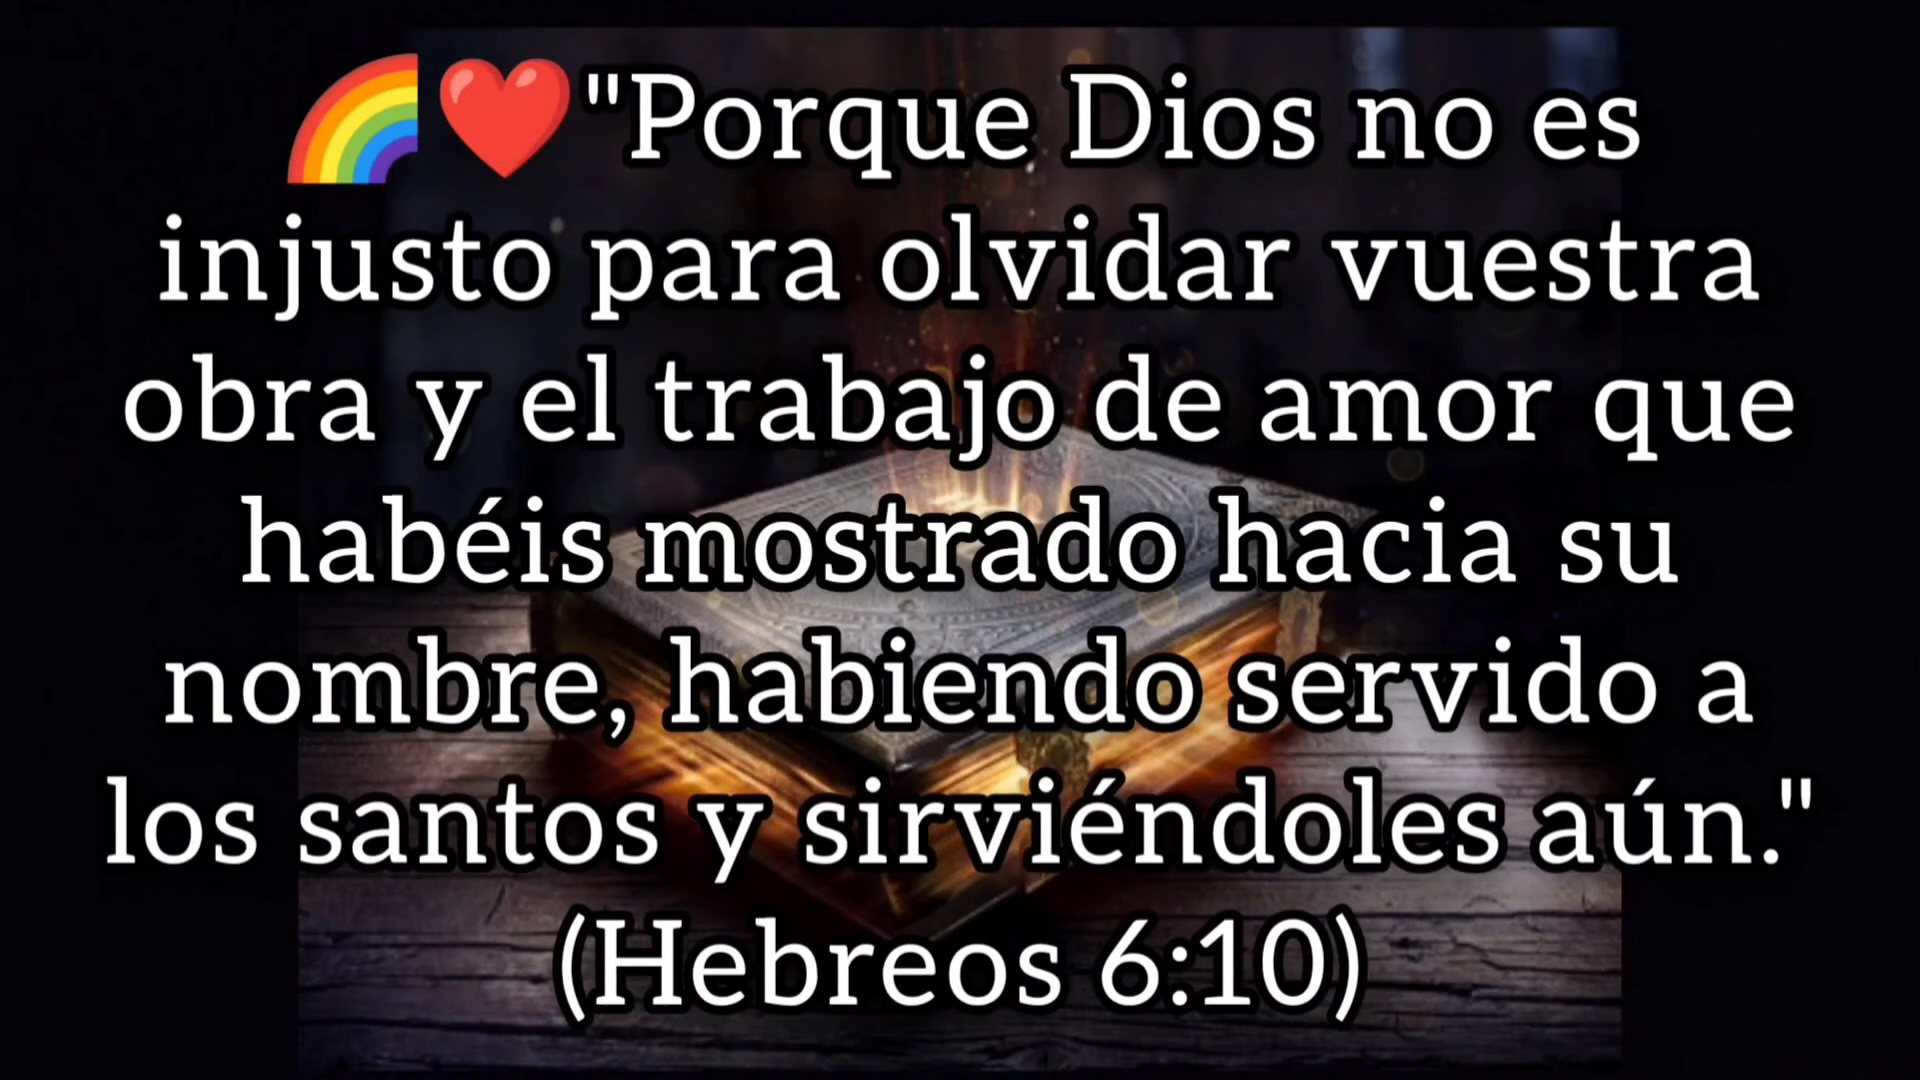 🌈❤️"Porque Dios no es
injusto para olvidar vuestra
obra y el trabajo de amor que
habéis mostrado hacia su
nombre, habiendo servido a
los santos y sirviéndoles aún."
(Hebreos 6:10)